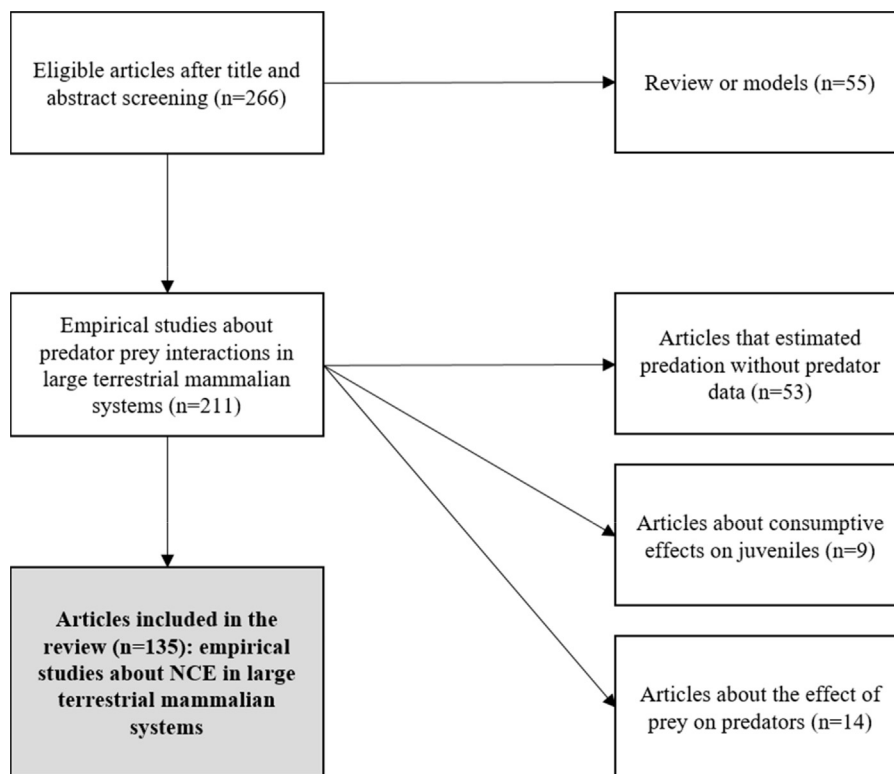 Eligible articles after title and
abstract screening (n=266)
Review or models (n=55)
Empirical studies about
predator prey interactions in
large terrestrial mammalian
systems (n=211)
Articles that estimated
predation without predator
data (n=53)
Articles about consumptive
effects on juveniles (n=9)
Articles included in the
review (n=135): empirical
studies about NCE in large
terrestrial mammalian
systems
Articles about the effect of
prey on predators (n=14)